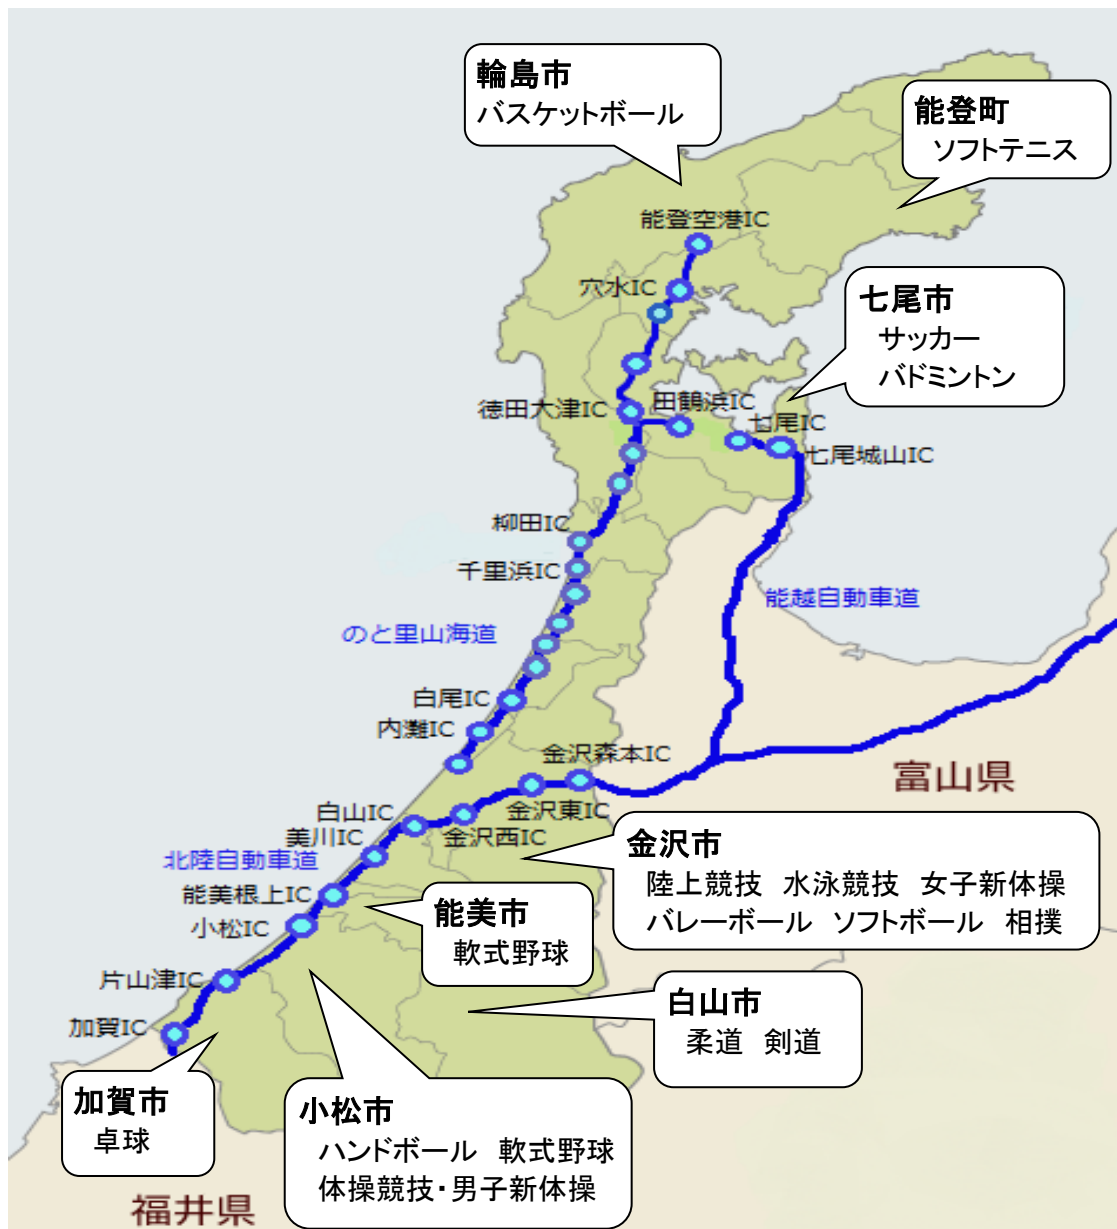 輪島市
バスケットボール
能登町
ソフトテニス
能登空港IC
穴水IC
七尾市
サッカー
バドミントン
徳田大津IC
田鶴浜IC
七尾IC
七尾城山IC
柳田IC
千里浜IC
能越自動車道
のと里山海道
白尾IC
内灘IC
金沢森本IC
富山県
白山IC
金沢東IC
金沢西IC
美川IC
北陸自動車道
金沢市
陸上競技 水泳競技 女子新体操
バレーボール ソフトボール 相撲
能美根上IC
能美市
軟式野球
小松IC
片山津IC
白山市
柔道 剣道
加賀IC
加賀市
卓球
小松市
ハンドボール 軟式野球
体操競技・男子新体操
福井県